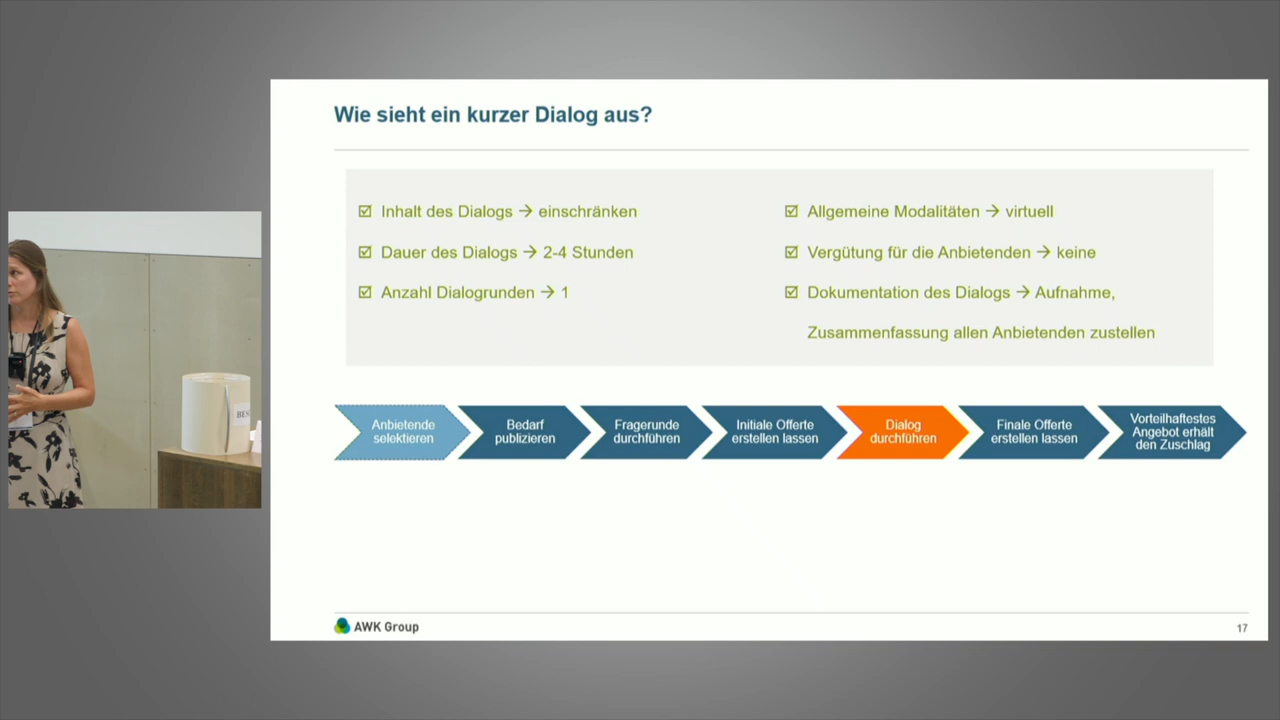 Wie sieht ein kurzer Dialog aus?
☑ Inhalt des Dialogs → einschränken
☑ Dauer des Dialogs → 2-4 Stunden
☑ Anzahl Dialogrunden → 1
☑ Allgemeine Modalitäten → virtuell
☑ Vergütung für die Anbietenden → keine
☑ Dokumentation des Dialogs → Aufnahme,
Zusammenfassung allen Anbietenden zustellen
Anbietende
selektieren
Bedarf
publizieren
Fragerunde
durchführen
Initiale Offerte
erstellen lassen
Dialog
durchführen
Finale Offerte
erstellen lassen
Vorteilhaftestes
Angebot erhält
den Zuschlag
AWK Group
17